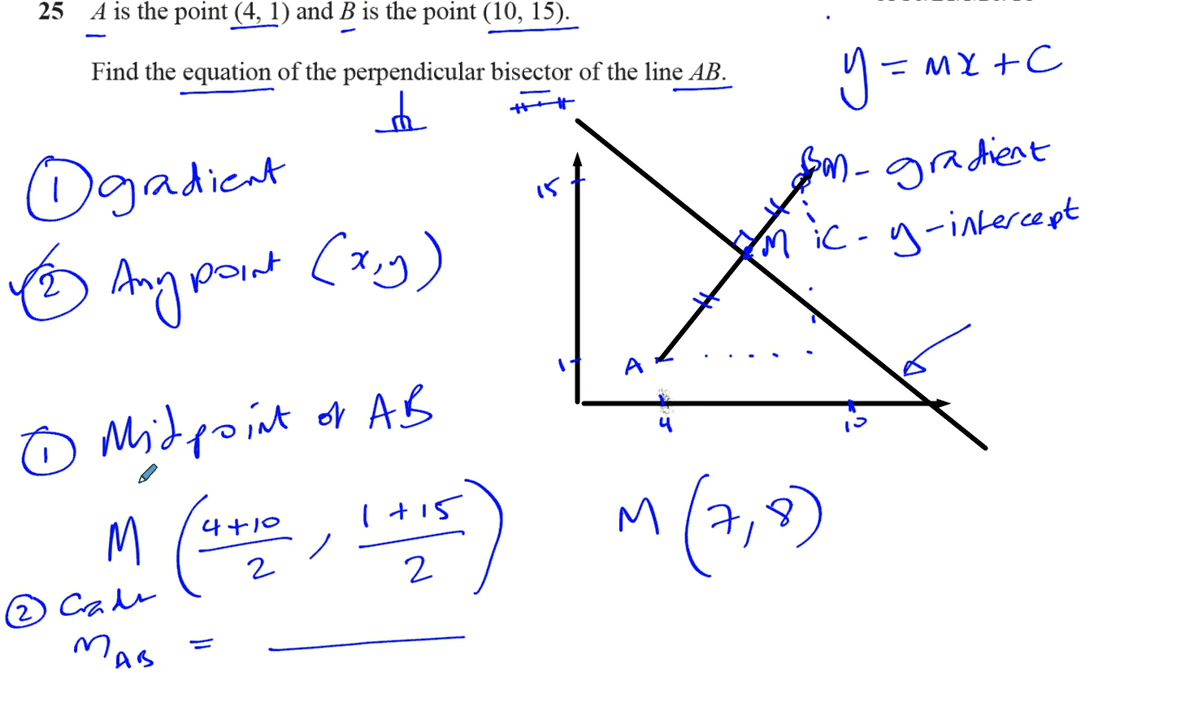 25 A is the point (4, 1) and B is the point (10, 15).
Find the equation of the perpendicular bisector of the line AB.
y = mx + c
m - gradient
c - y-intercept
① gradient
② Any point (x, y)
15
1
A
B
M
4
10
① Midpoint of AB
M (4+10/2, 1+15/2)
M (7, 8)
②
M AB =